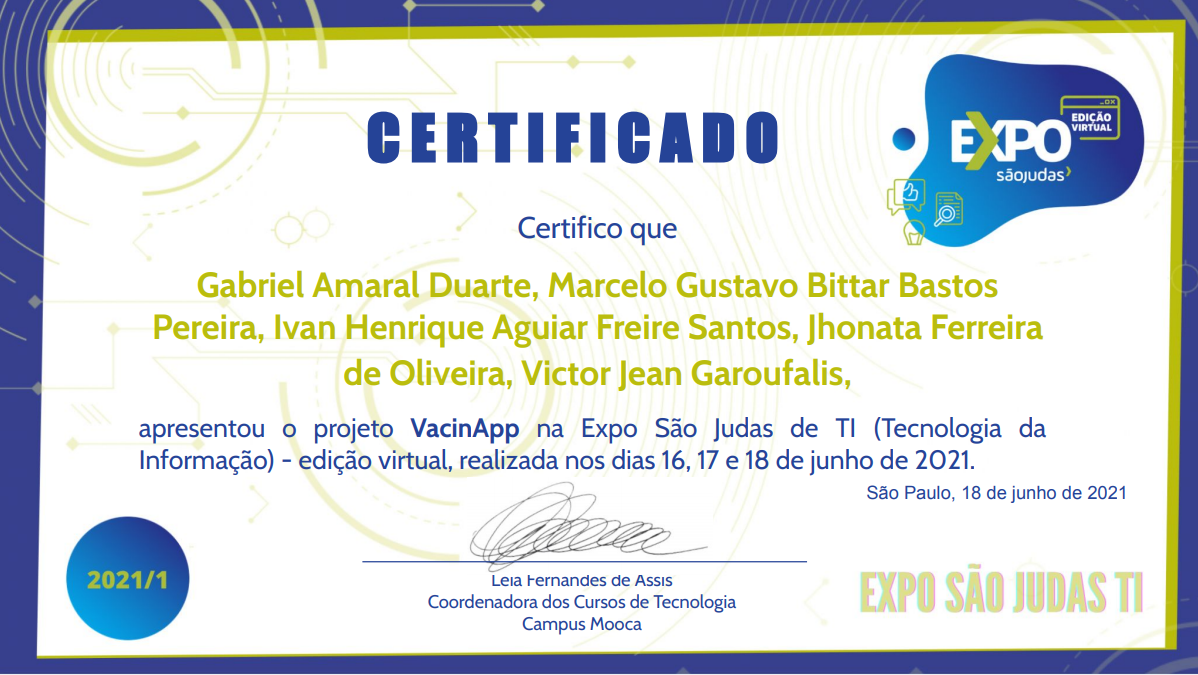 CERTIFICADO
EXPO
EDIÇÃO
VIRTUAL
sãojudas
Certifico que
Gabriel Amaral Duarte, Marcelo Gustavo Bittar Bastos
Pereira, Ivan Henrique Aguiar Freire Santos, Jhonata Ferreira
de Oliveira, Victor Jean Garoufalis,
apresentou o projeto VacinApp na Expo São Judas de TI (Tecnologia da
Informação) - edição virtual, realizada nos dias 16, 17 e 18 de junho de 2021.
São Paulo, 18 de junho de 2021
2021/1
Leia Fernandes de Assis
Coordenadora dos Cursos de Tecnologia
Campus Mooca
EXPO SÃO JUDAS TI